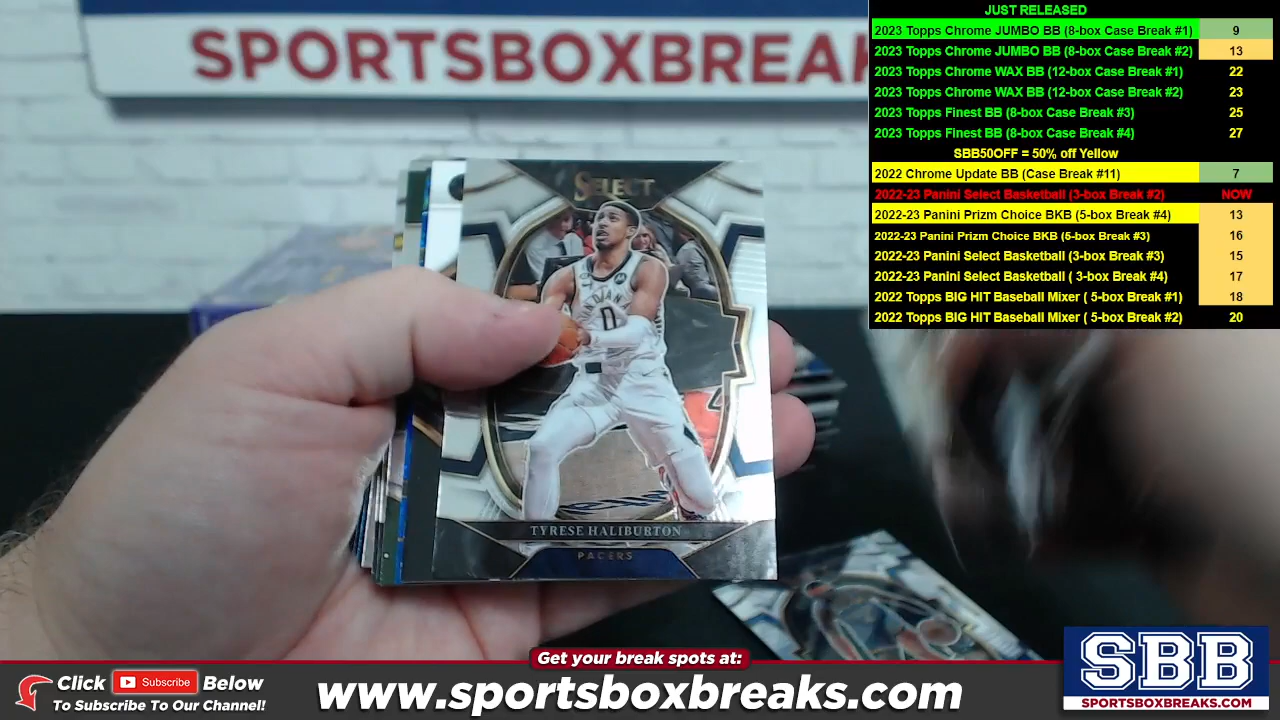 SPORTSBOXBREAK
JUST RELEASED
2023 Topps Chrome JUMBO BB (8-box Case Break #1) 9
2023 Topps Chrome JUMBO BB (8-box Case Break #2) 13
2023 Topps Chrome WAX BB (12-box Case Break #1) 22
2023 Topps Chrome WAX BB (12-box Case Break #2) 23
2023 Topps Finest BB (8-box Case Break #3) 25
2023 Topps Finest BB (8-box Case Break #4) 27
SBB50OFF = 50% off Yellow
2022 Chrome Update BB (Case Break #11) 7
2022-23 Panini Select Basketball (3-box Break #2) NOW
2022-23 Panini Prizm Choice BKB (5-box Break #4) 13
2022-23 Panini Prizm Choice BKB (5-box Break #3) 16
2022-23 Panini Select Basketball (3-box Break #3) 15
2022-23 Panini Select Basketball ( 3-box Break #4) 17
2022 Topps BIG HIT Baseball Mixer ( 5-box Break #1) 18
2022 Topps BIG HIT Baseball Mixer ( 5-box Break #2) 20
SELECT
0
TYRESE HALIBURTON
PACERS
Get your break spots at:
Click Subscribe Below
To Subscribe To Our Channel!
www.sportsboxbreaks.com
SBB
SPORTSBOXBREAKS.COM